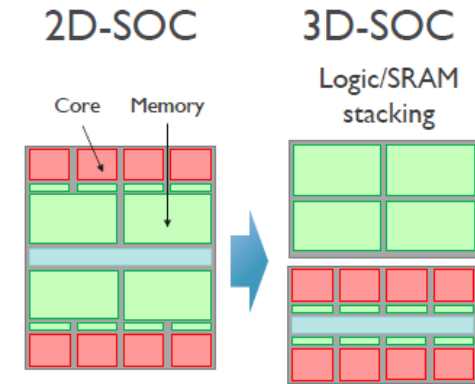 2D-SOC
3D-SOC
Logic/SRAM
stacking
Core
Memory